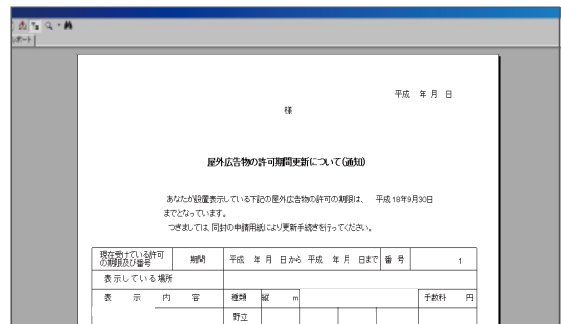 ポート
平成 年 月 日
様
屋外広告物の許可期間更新について(通知)
あなたが設置表示している下記の屋外広告物の許可の期限は、 平成 18年9月30日
までとなっています。
つきましては、同封の申請用紙により更新手続きを行ってください。
現在受けている許可の期限及び番号 期間 平成 年 月 日から 平成 年 月 日まで 番 号 1
表示している場所
表 示 内 容 種類 縦 m 手数料 円
野立